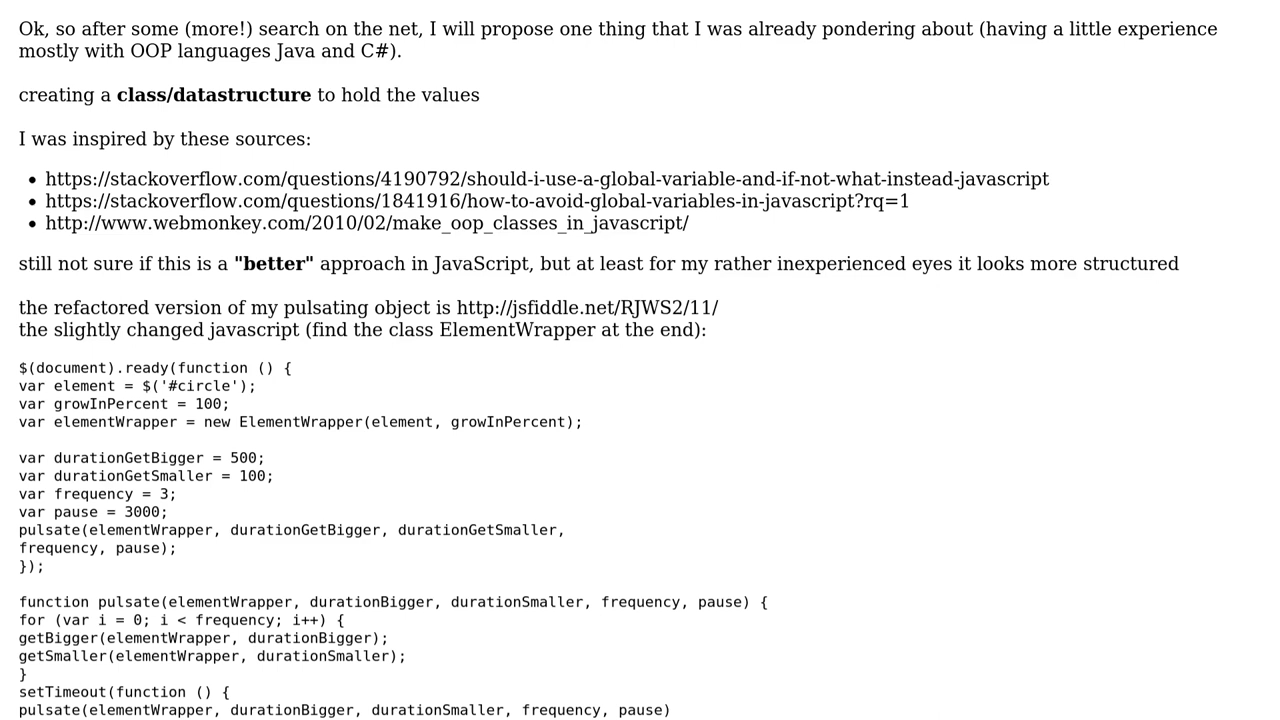 Ok, so after some (more!) search on the net, I will propose one thing that I was already pondering about (having a little experience
mostly with OOP languages Java and C#).
creating a class/datastructure to hold the values
I was inspired by these sources:
• https://stackoverflow.com/questions/4190792/should-i-use-a-global-variable-and-if-not-what-instead-javascript
• https://stackoverflow.com/questions/1841916/how-to-avoid-global-variables-in-javascript?rq=1
• http://www.webmonkey.com/2010/02/make_oop_classes_in_javascript/
still not sure if this is a "better" approach in JavaScript, but at least for my rather inexperienced eyes it looks more structured
the refactored version of my pulsating object is http://jsfiddle.net/RJWS2/11/
the slightly changed javascript (find the class ElementWrapper at the end):
$(document).ready(function () {
var element = $('#circle');
var growInPercent = 100;
var elementWrapper = new ElementWrapper(element, growInPercent);
var durationGetBigger = 500;
var durationGetSmaller = 100;
var frequency = 3;
var pause = 3000;
pulsate(elementWrapper, durationGetBigger, durationGetSmaller,
frequency, pause);
});
function pulsate(elementWrapper, durationBigger, durationSmaller, frequency, pause) {
for (var i = 0; i < frequency; i++) {
getBigger(elementWrapper, durationBigger);
getSmaller(elementWrapper, durationSmaller);
}
setTimeout(function () {
pulsate(elementWrapper, durationBigger, durationSmaller, frequency, pause)